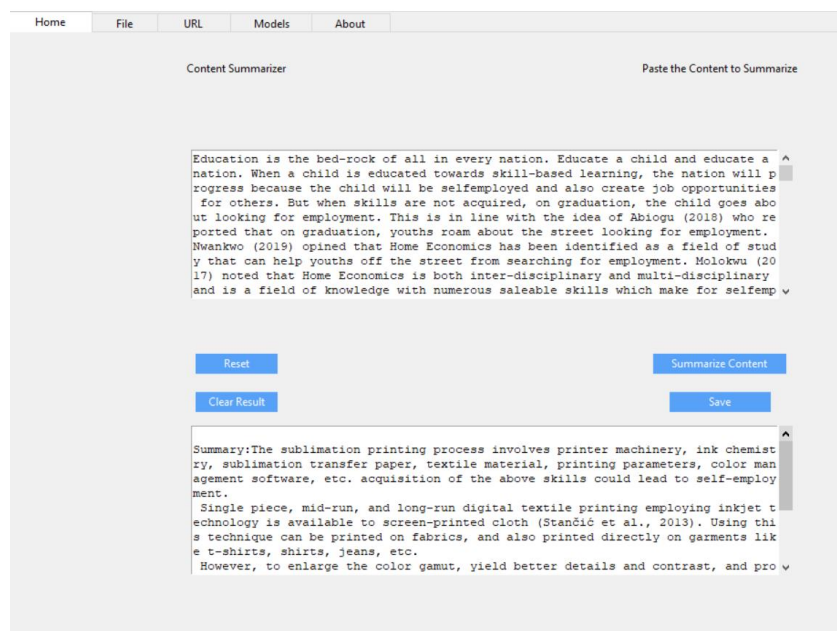 Home File URL Models About
Content Summarizer
Paste the Content to Summarize
Education is the bed-rock of all in every nation. Educate a child and educate a
nation. When a child is educated towards skill-based learning, the nation will p
rogress because the child will be selfemployed and also create job opportunities
for others. But when skills are not acquired, on graduation, the child goes abo
ut looking for employment. This is in line with the idea of Abiogu (2018) who re
ported that on graduation, youths roam about the street looking for employment.
Nwankwo (2019) opined that Home Economics has been identified as a field of stud
y that can help youths off the street from searching for employment. Molokwu (20
17) noted that Home Economics is both inter-disciplinary and multi-disciplinary
and is a field of knowledge with numerous saleable skills which make for selfemp
Reset
Summarize Content
Clear Result
Save
Summary:The sublimation printing process involves printer machinery, ink chemist
ry, sublimation transfer paper, textile material, printing parameters, color man
agement software, etc. acquisition of the above skills could lead to self-employ
ment.
Single piece, mid-run, and long-run digital textile printing employing inkjet t
echnology is available to screen-printed cloth (Stančić et al., 2013). Using thi
s technique can be printed on fabrics, and also printed directly on garments lik
e t-shirts, shirts, jeans, etc.
However, to enlarge the color gamut, yield better details and contrast, and pro